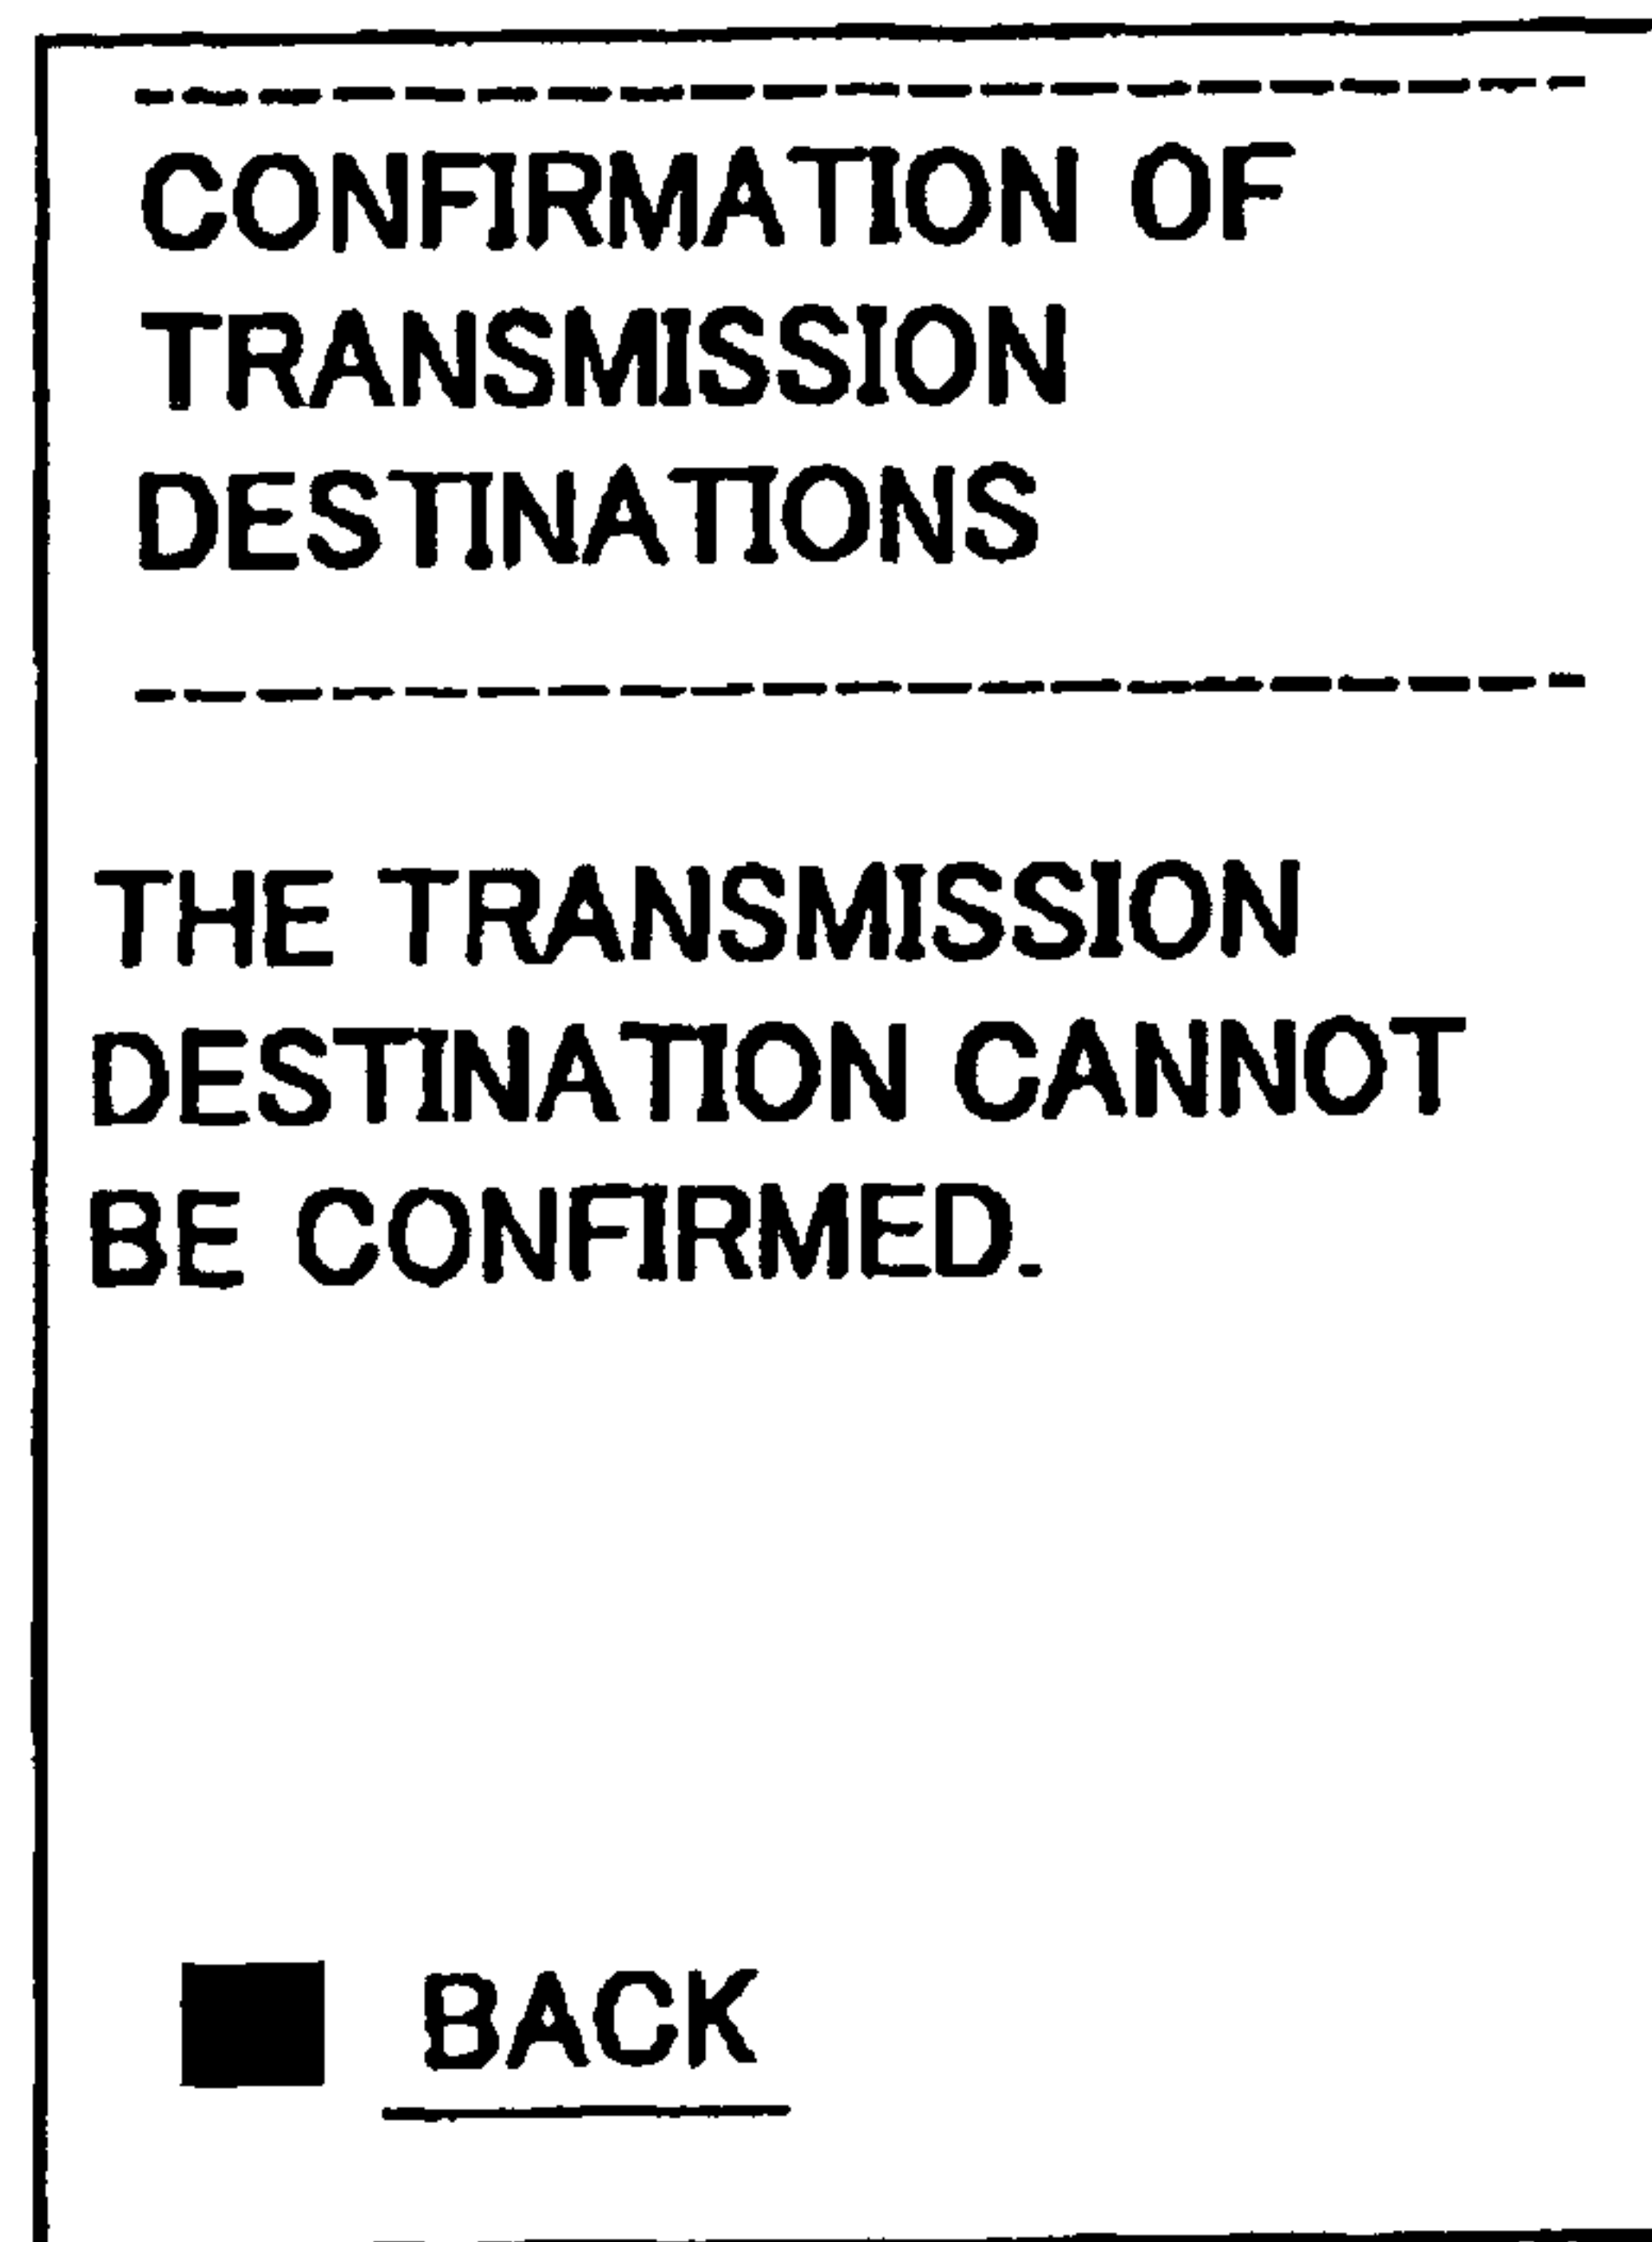 CONFIRMATION OF
TRANSMISSION
DESTINATIONS
THE TRANSMISSION
DESTINATION CANNOT
BE CONFIRMED.
BACK